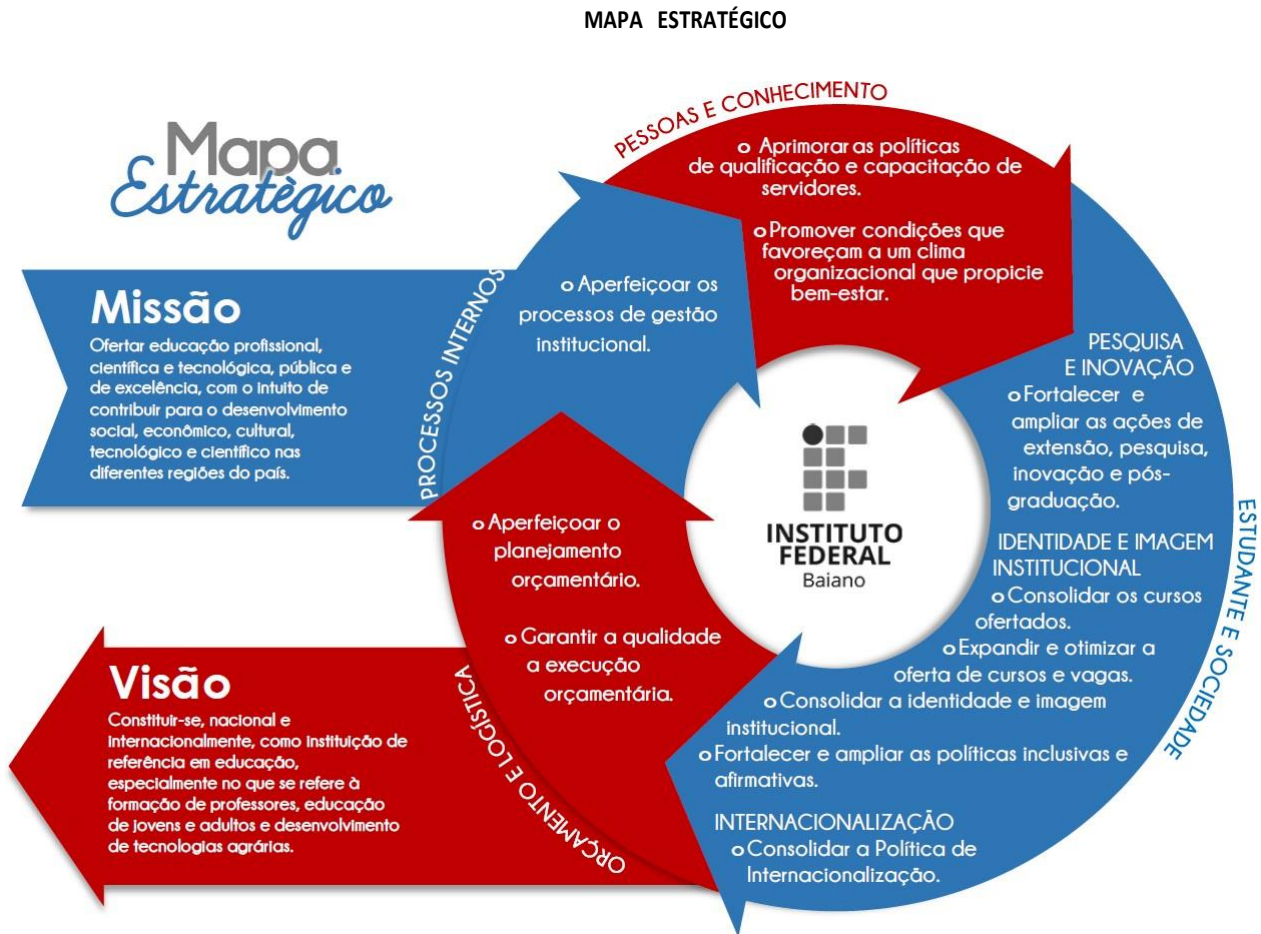 MAPA ESTRATÉGICO
Mapa
Estratègico
Missão
Ofertar educação profissional,
científica e tecnológica, pública e
de excelência, com o intuito de
contribuir para o desenvolvimento
social, econômico, cultural,
tecnológico e científico nas
diferentes regiões do país.
Visão
Constituir-se, nacional e
internacionalmente, como instituição de
referência em educação,
especialmente no que se refere à
formação de professores, educação
de jovens e adultos e desenvolvimento
de tecnologias agrárias.
PROCESSOS INTERNOS
o Aperfeiçoar os
processos de gestão
institucional.
PESSOAS E CONHECIMENTO
o Aprimorar as políticas
de qualificação e capacitação de
servidores.
o Promover condições que
favoreçam a um clima
organizacional que propicie
bem-estar.
ESTUDANTE E SOCIEDADE
PESQUISA
E INOVAÇÃO
o Fortalecer e
ampliar as ações de
extensão, pesquisa,
inovação e pós-
graduação.
IDENTIDADE E IMAGEM
INSTITUCIONAL
o Consolidar os cursos
ofertados.
o Expandir e otimizar a
oferta de cursos e vagas.
o Consolidar a identidade e imagem
institucional.
o Fortalecer e ampliar as políticas inclusivas e
afirmativas.
INTERNACIONALIZAÇÃO
o Consolidar a Política de
Internacionalização.
ORÇAMENTO E LOGÍSTICA
o Aperfeiçoar o
planejamento
orçamentário.
o Garantir a qualidade
a execução
orçamentária.
INSTITUTO
FEDERAL
Baiano